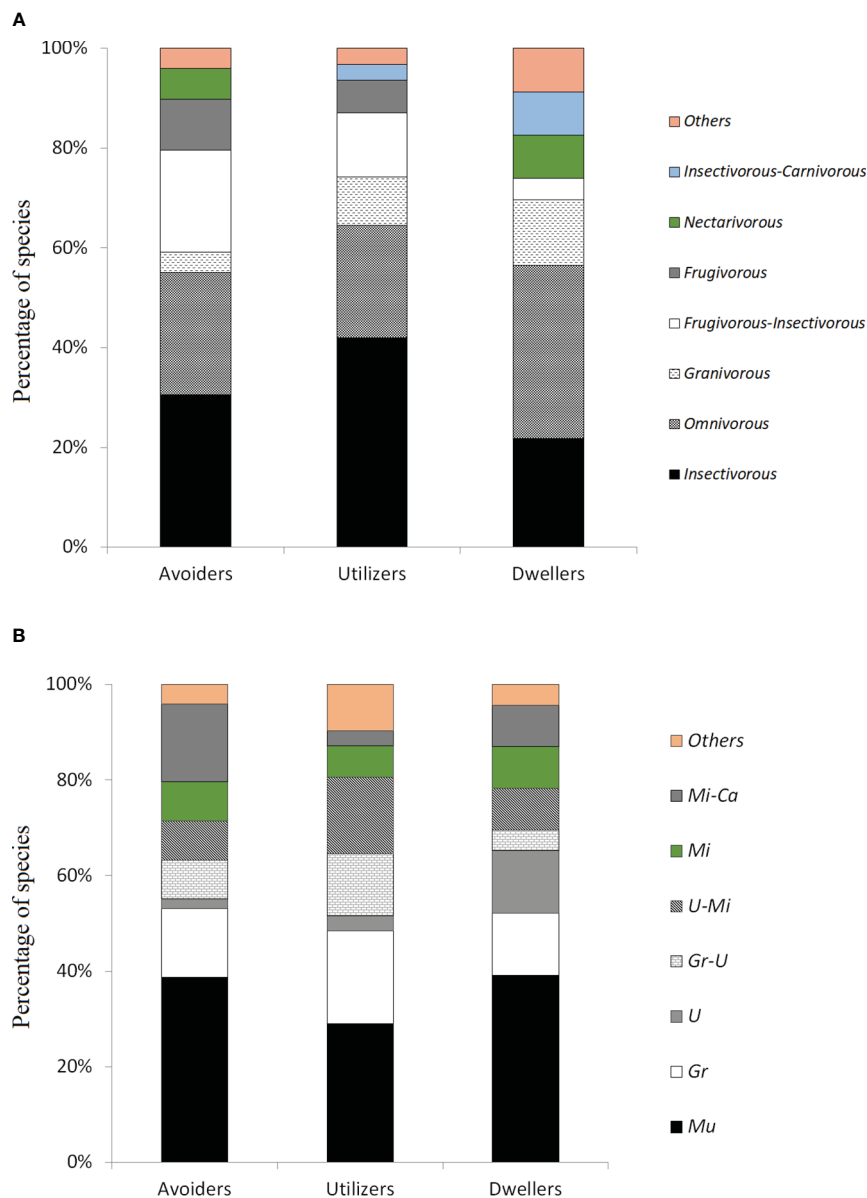 A
100%
80%
60%
40%
20%
0%
Percentage of species
Avoiders Utilizers Dwellers
Others
Insectivorous-Carnivorous
Nectarivorous
Frugivorous
Frugivorous-Insectivorous
Granivorous
Omnivorous
Insectivorous
B
100%
80%
60%
40%
20%
0%
Percentage of species
Avoiders Utilizers Dwellers
Others
Mi-Ca
Mi
U-Mi
Gr-U
U
Gr
Mu